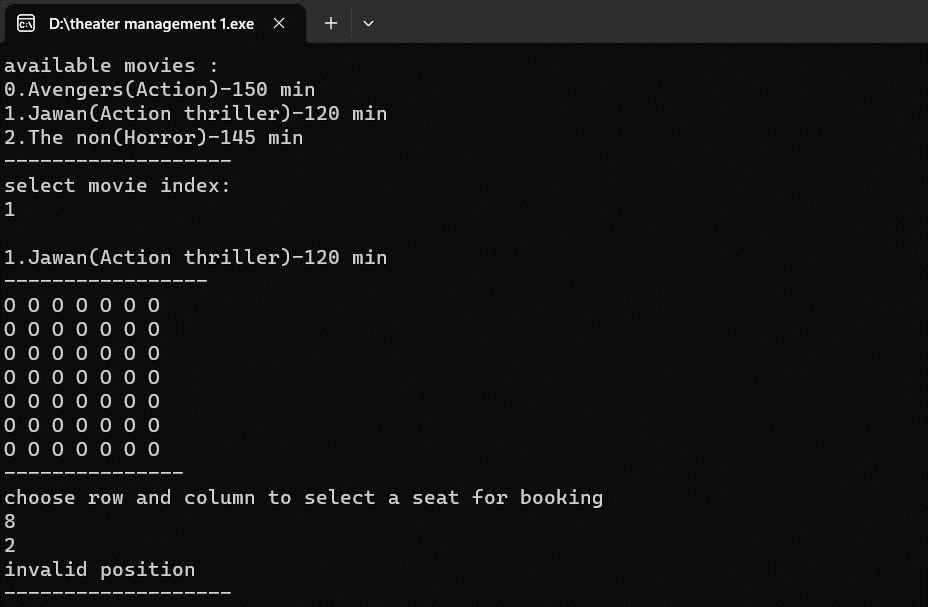 D:\theater management 1.exe
available movies :
0.Avengers(Action)-150 min
1.Jawan(Action thriller)-120 min
2.The non(Horror)-145 min
-------------------
select movie index:
1
1.Jawan(Action thriller)-120 min
-----------------
O O O O O O O
O O O O O O O
O O O O O O O
O O O O O O O
O O O O O O O
O O O O O O O
O O O O O O O
---------------
choose row and column to select a seat for booking
8
2
invalid position
-------------------